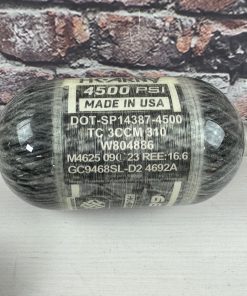 4500 PSI
MADE IN USA
DOT-SP14387-4500
TC 3CCM 310
W804886
M4625 09 23 REE:16.6
GC9468SL-D2 4692A